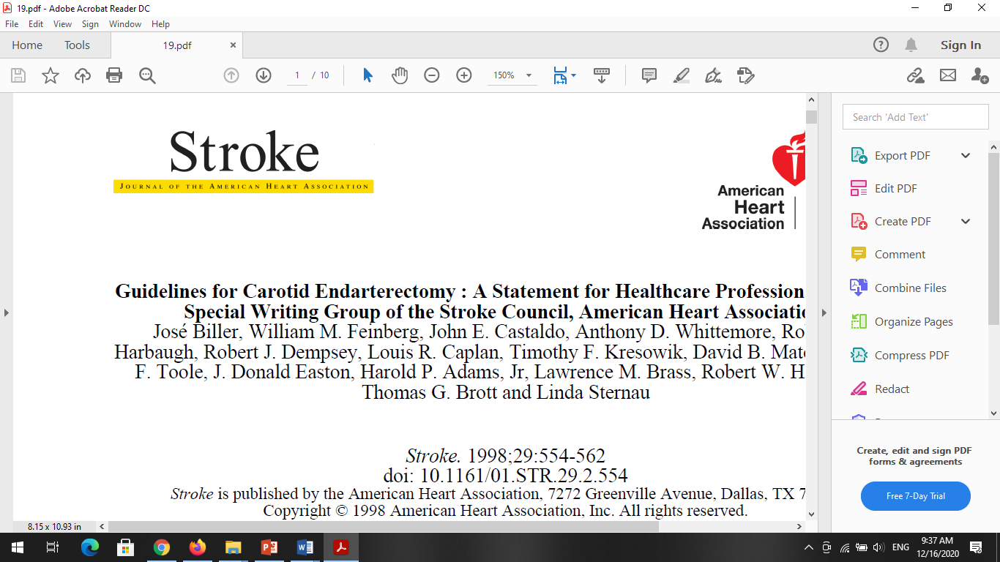 19.pdf - Adobe Acrobat Reader DC
File Edit View Sign Window Help
Home Tools 19.pdf × ? Sign In
1 / 10 150%
Search 'Add Text'
Export PDF
Edit PDF
Create PDF
Comment
Combine Files
Organize Pages
Compress PDF
Redact
Create, edit and sign PDF
forms & agreements
Free 7-Day Trial
Stroke
JOURNAL OF THE AMERICAN HEART ASSOCIATION
American
Heart
Association
Guidelines for Carotid Endarterectomy : A Statement for Healthcare Profession
Special Writing Group of the Stroke Council, American Heart Associatio
José Biller, William M. Feinberg, John E. Castaldo, Anthony D. Whittemore, Ro
Harbaugh, Robert J. Dempsey, Louis R. Caplan, Timothy F. Kresowik, David B. Mat
F. Toole, J. Donald Easton, Harold P. Adams, Jr, Lawrence M. Brass, Robert W. H
Thomas G. Brott and Linda Sternau
Stroke. 1998;29:554-562
doi: 10.1161/01.STR.29.2.554
Stroke is published by the American Heart Association, 7272 Greenville Avenue, Dallas, TX 7
Copyright © 1998 American Heart Association, Inc. All rights reserved.
8.15 x 10.93 in
ENG
9:37 AM
12/16/2020